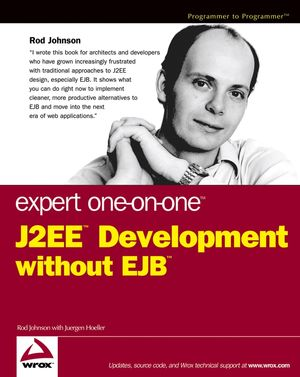 Programmer to Programmer™
Rod Johnson
"I wrote this book for architects and developers
who have grown increasingly frustrated
with traditional approaches to J2EE
design, especially EJB. It shows what
you can do right now to implement
cleaner, more productive alternatives to
EJB and move into the next
era of web applications."
expert one-on-one™
J2EE™ Development
without EJB™
Rod Johnson with Juergen Hoeller
wrox™
Updates, source code, and Wrox technical support at www.wrox.com